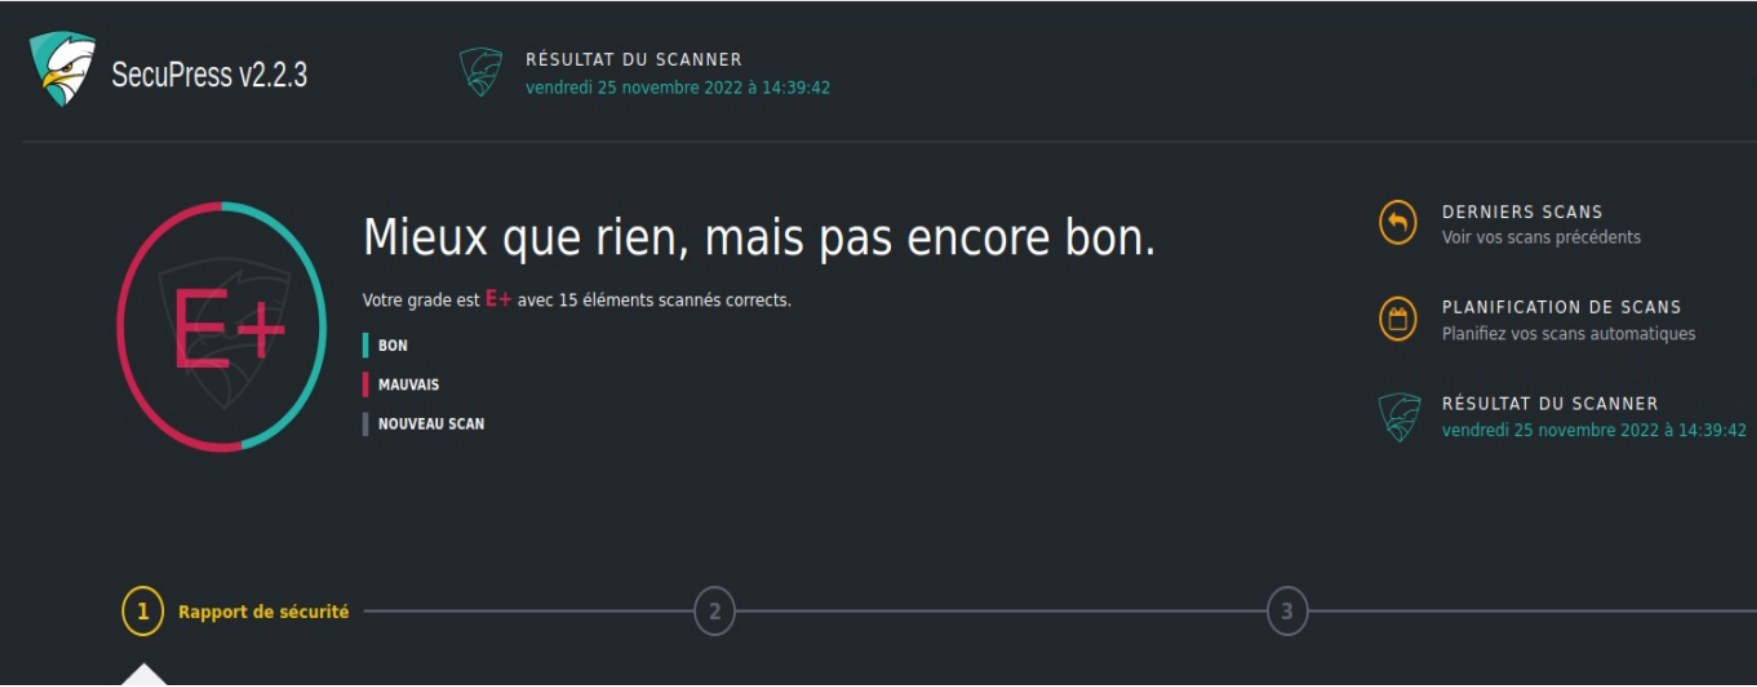 SecuPress v2.2.3
RÉSULTAT DU SCANNER
vendredi 25 novembre 2022 à 14:39:42
E+
Mieux que rien, mais pas encore bon.
Votre grade est E+ avec 15 éléments scannés corrects.
BON
MAUVAIS
NOUVEAU SCAN
DERNIERS SCANS
Voir vos scans précédents
PLANIFICATION DE SCANS
Planifiez vos scans automatiques
RÉSULTAT DU SCANNER
vendredi 25 novembre 2022 à 14:39:42
1 Rapport de sécurité 2 3